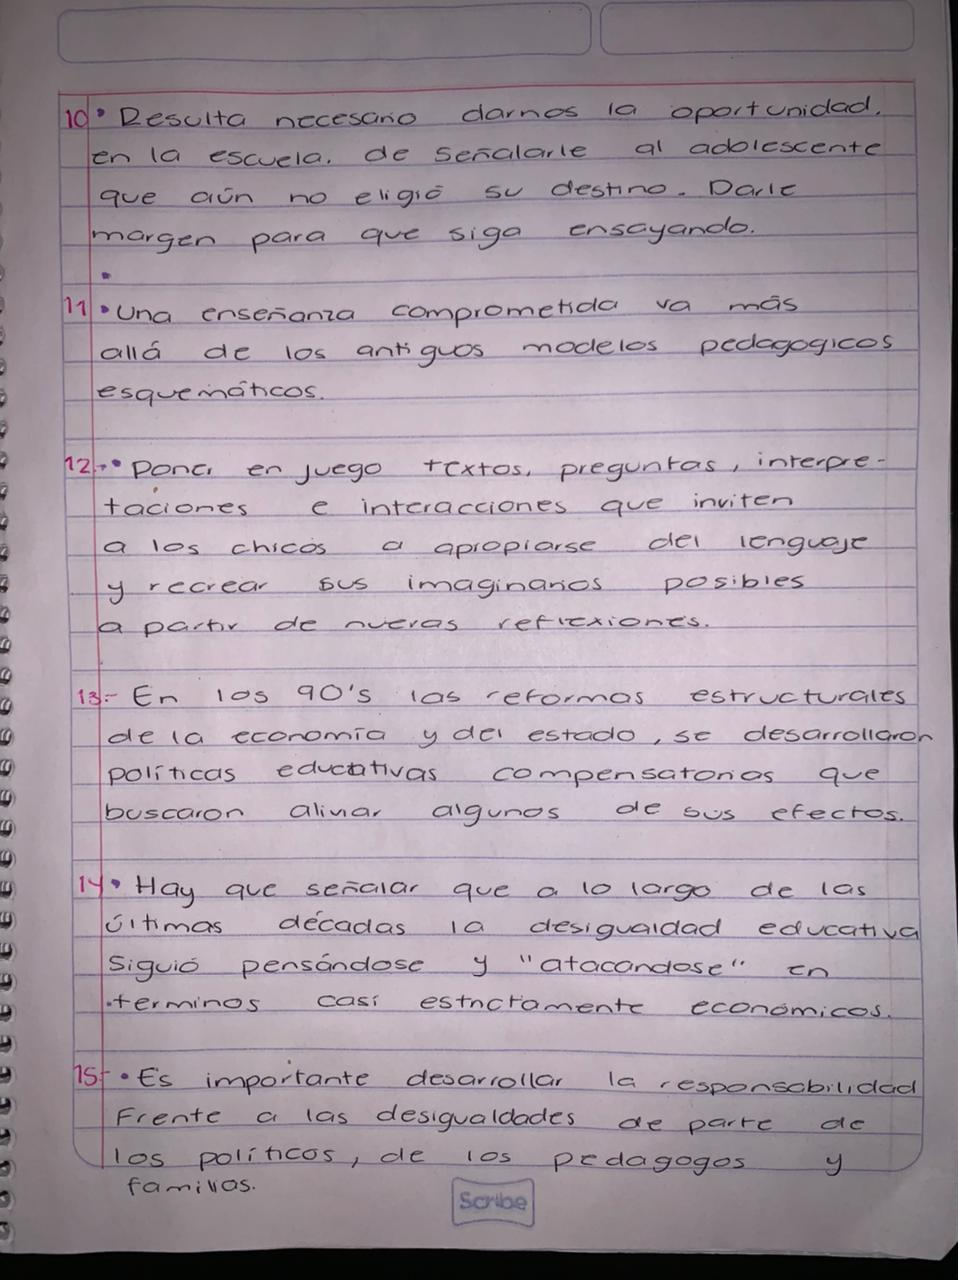 10 • Resulta necesario darnos la oportunidad.
en la escuela. de señalarle al adolescente
que aún no eligió su destino. Darle
margen para que siga ensayando.
11 • Una enseñanza comprometida va más
allá de los antiguos modelos pedagogicos
esquemáticos.
12.- • Poner en juego textos, preguntas, interpre-
taciones e interacciones que inviten
a los chicos a apropiarse del lenguaje
y recrear sus imaginarios posibles
a partir de nuevas reflexiones.
13.- En los 90's las reformas estructurales
de la economía y del estado, se desarrollaron
políticas educativas compensatorias que
buscaron aliviar algunos de sus efectos.
14 • Hay que señalar que a lo largo de las
últimas décadas la desigualdad educativa
siguió pensándose y "atacandose" en
terminos casi estrictamente económicos.
15- • Es importante desarrollar la responsabilidad
Frente a las desigualdades de parte de
los políticos, de los pedagogos y
familias.
Scribe